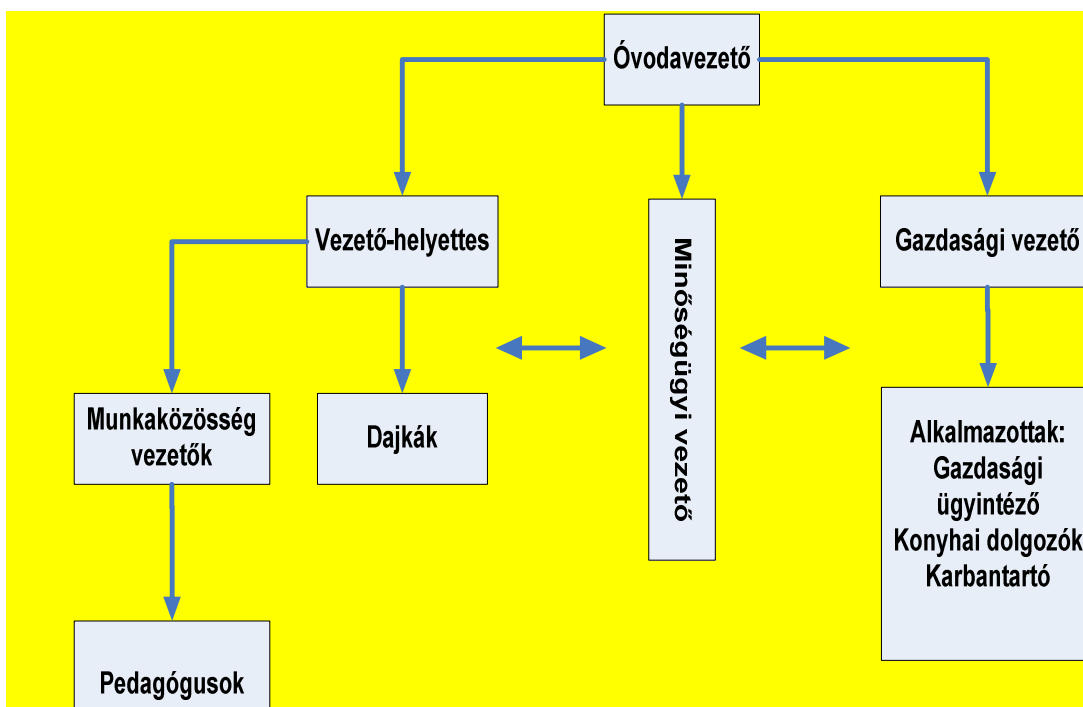 Óvodavezető
Vezető-helyettes
Minőségügyi vezető
Gazdasági vezető
Munkaközösség
vezetők
Dajkák
Alkalmazottak:
Gazdasági
ügyintéző
Konyhai dolgozók
Karbantartó
Pedagógusok